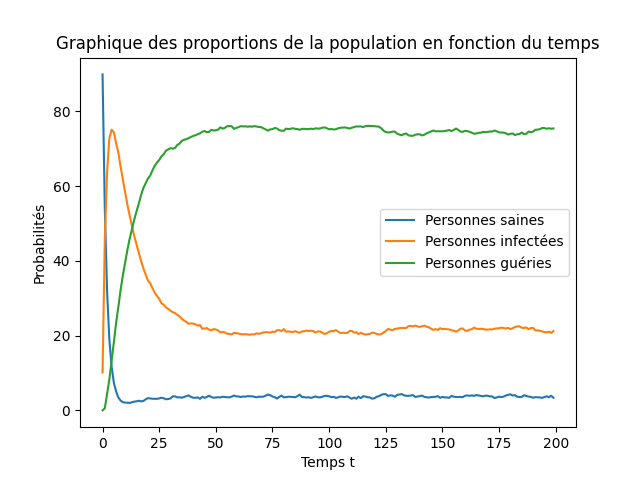 Graphique des proportions de la population en fonction du temps
80
60
40
20
0
Probabilités
Personnes saines
Personnes infectées
Personnes guéries
0 25 50 75 100 125 150 175 200
Temps t